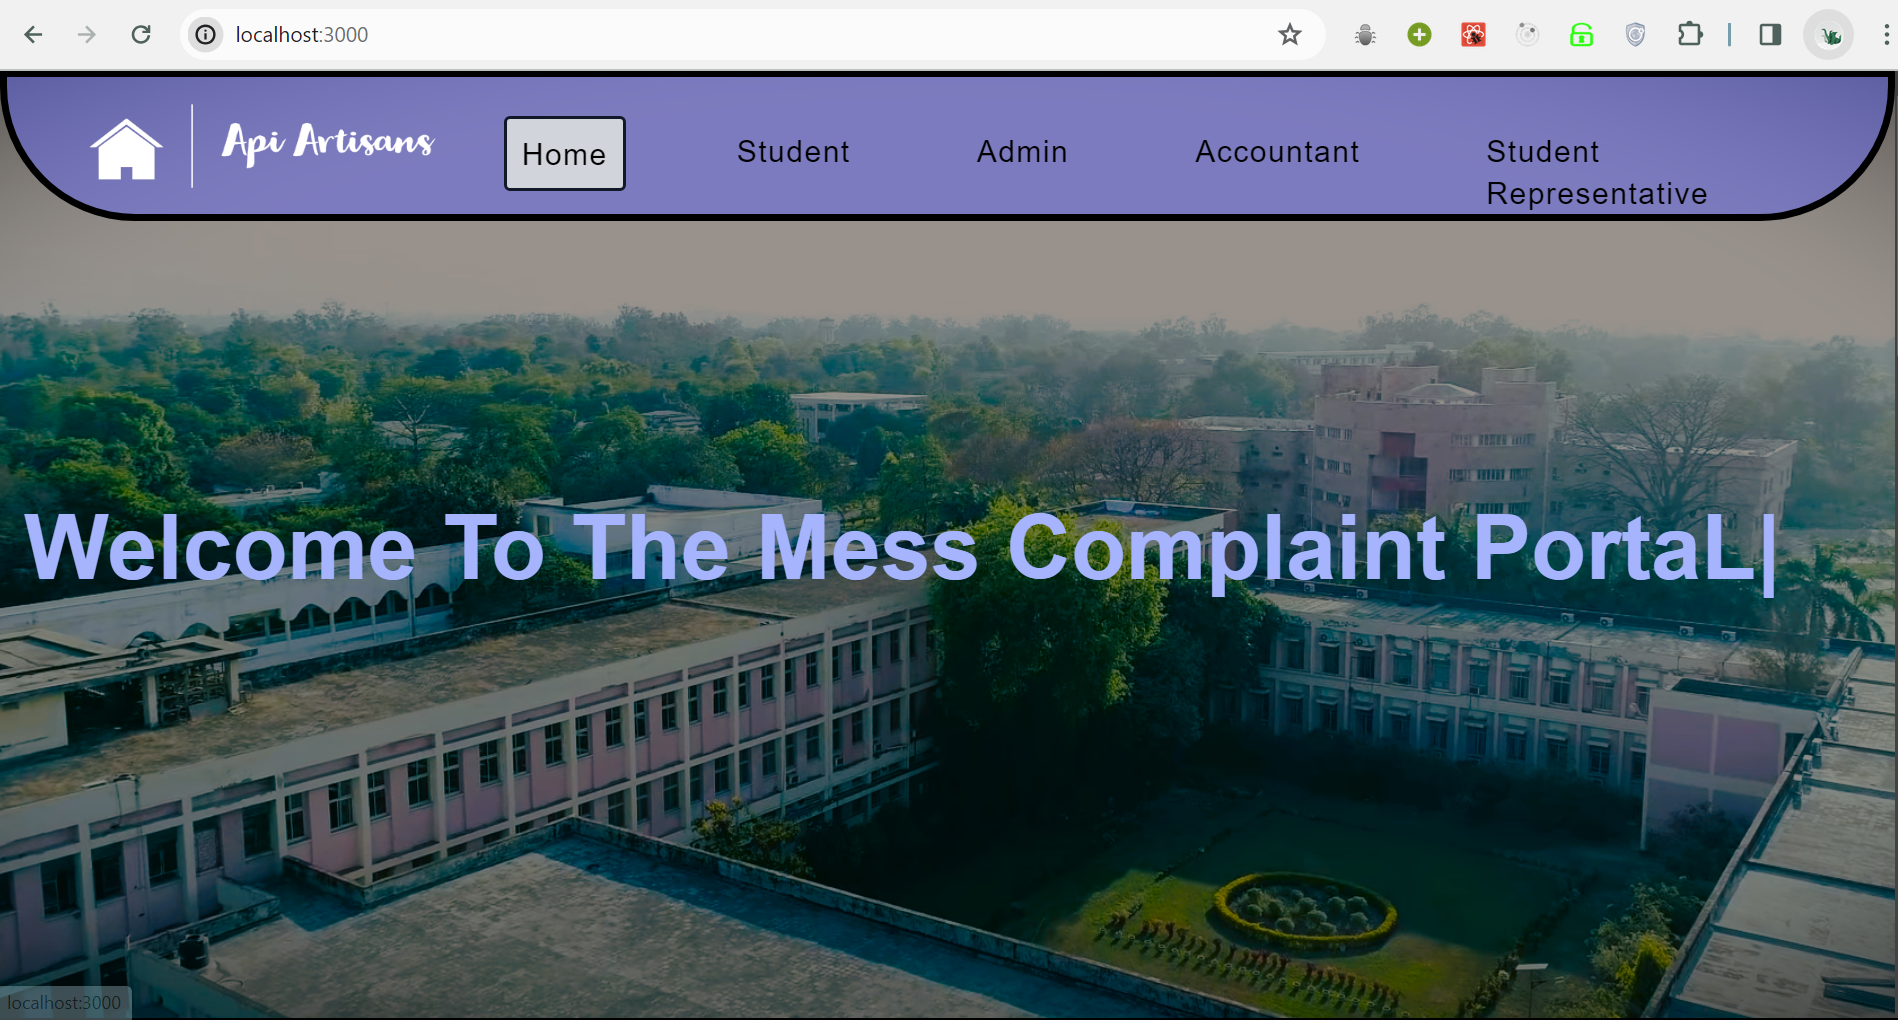 localhost:3000
Api Artisans
Home
Student
Admin
Accountant
Student
Representative
Welcome To The Mess Complaint PortaL|
localhost:3000